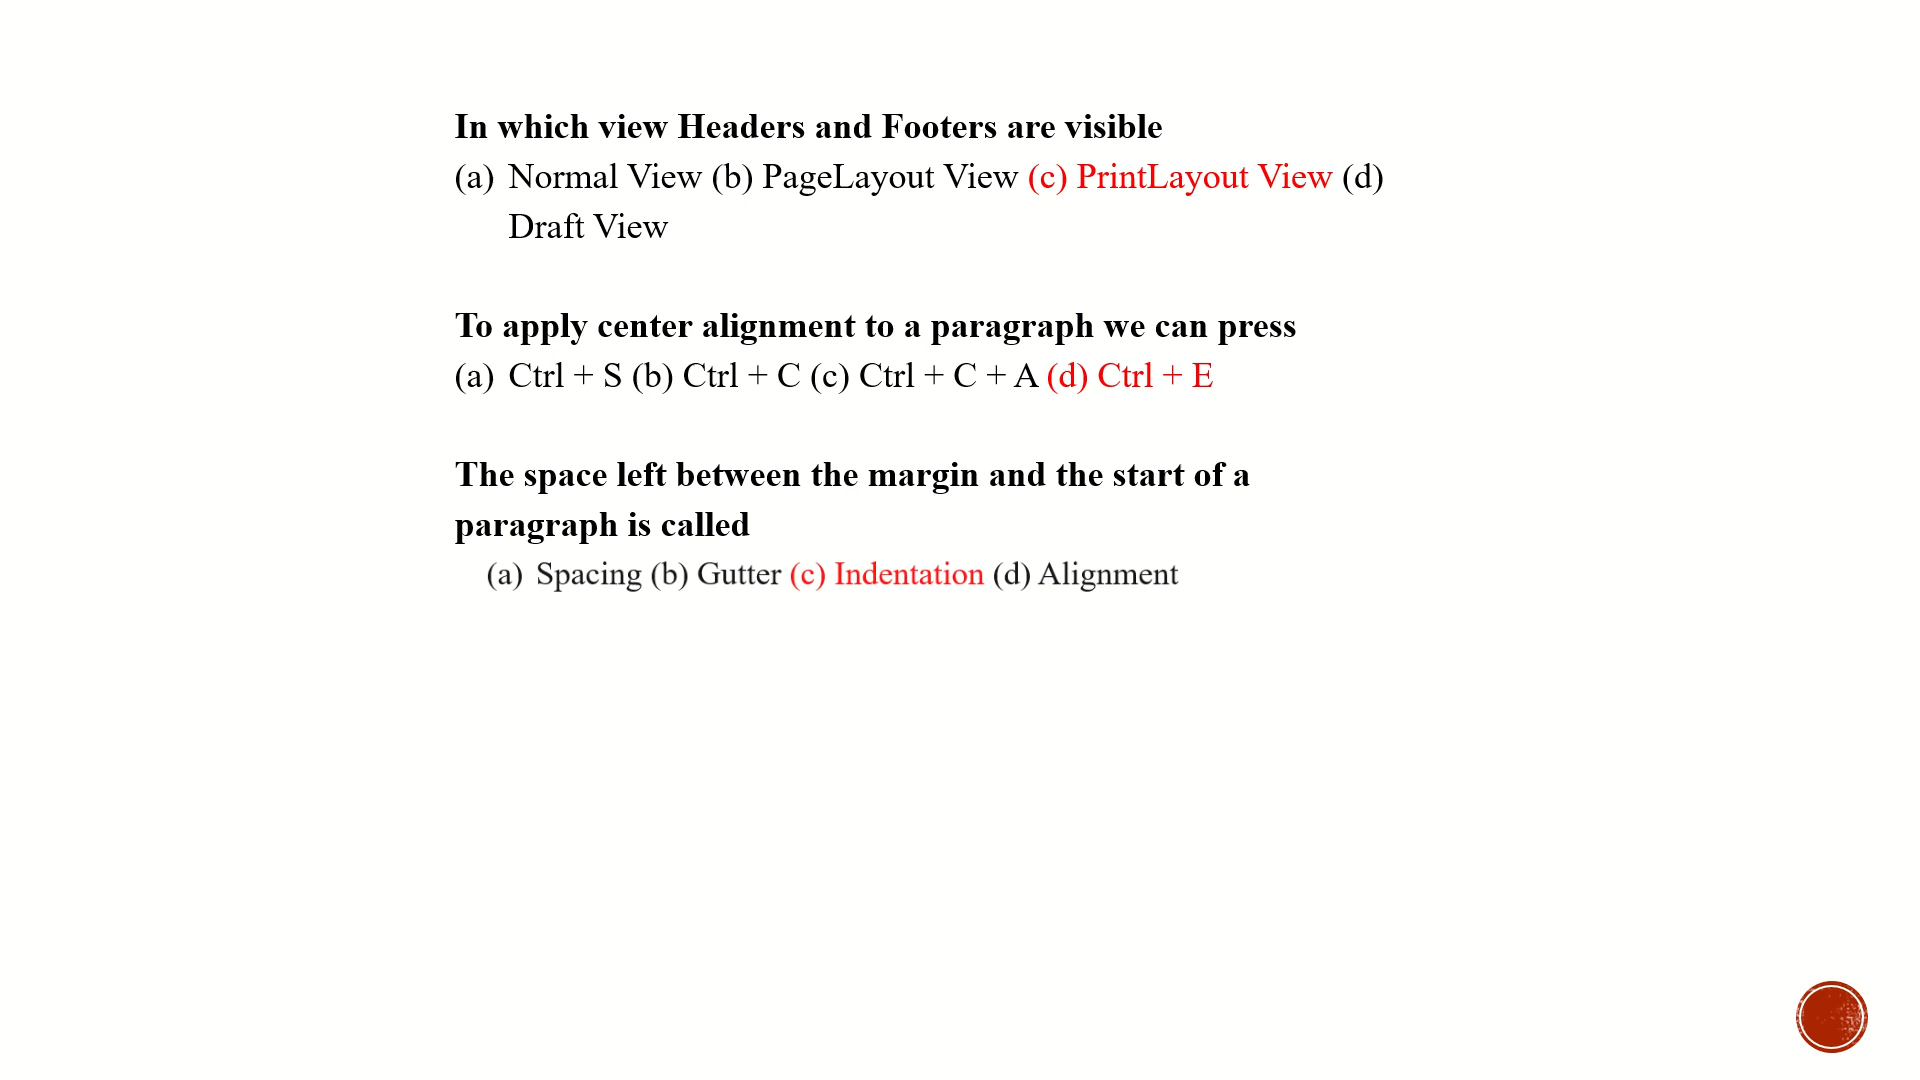 In which view Headers and Footers are visible
(a) Normal View (b) PageLayout View (c) PrintLayout View (d)
Draft View
To apply center alignment to a paragraph we can press
(a) Ctrl + S (b) Ctrl + C (c) Ctrl + C + A (d) Ctrl + E
The space left between the margin and the start of a
paragraph is called
(a) Spacing (b) Gutter (c) Indentation (d) Alignment